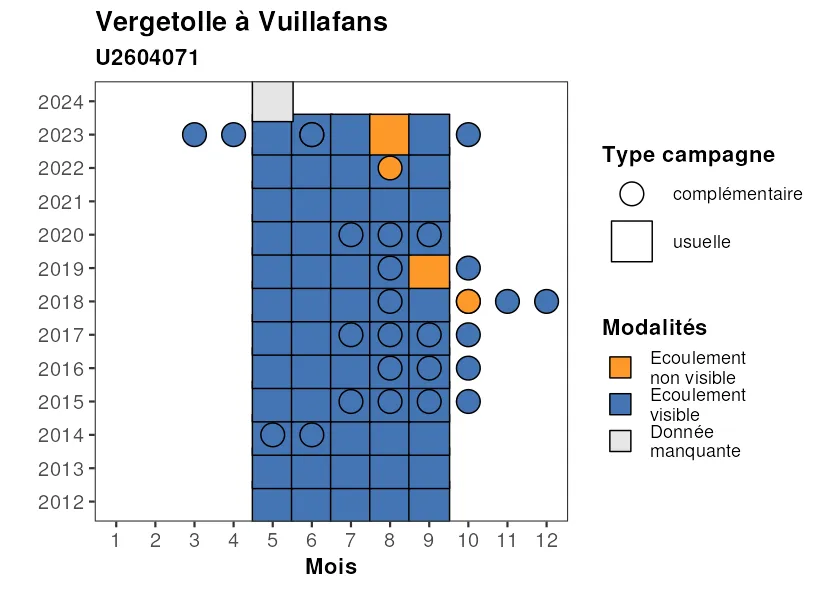 Vergetolle à Vuillafans
U2604071
2024
2023
2022
2021
2020
2019
2018
2017
2016
2015
2014
2013
2012
1 2 3 4 5 6 7 8 9 10 11 12
Mois
Type campagne
complémentaire
usuelle
Modalités
Ecoulement
non visible
Ecoulement
visible
Donnée
manquante